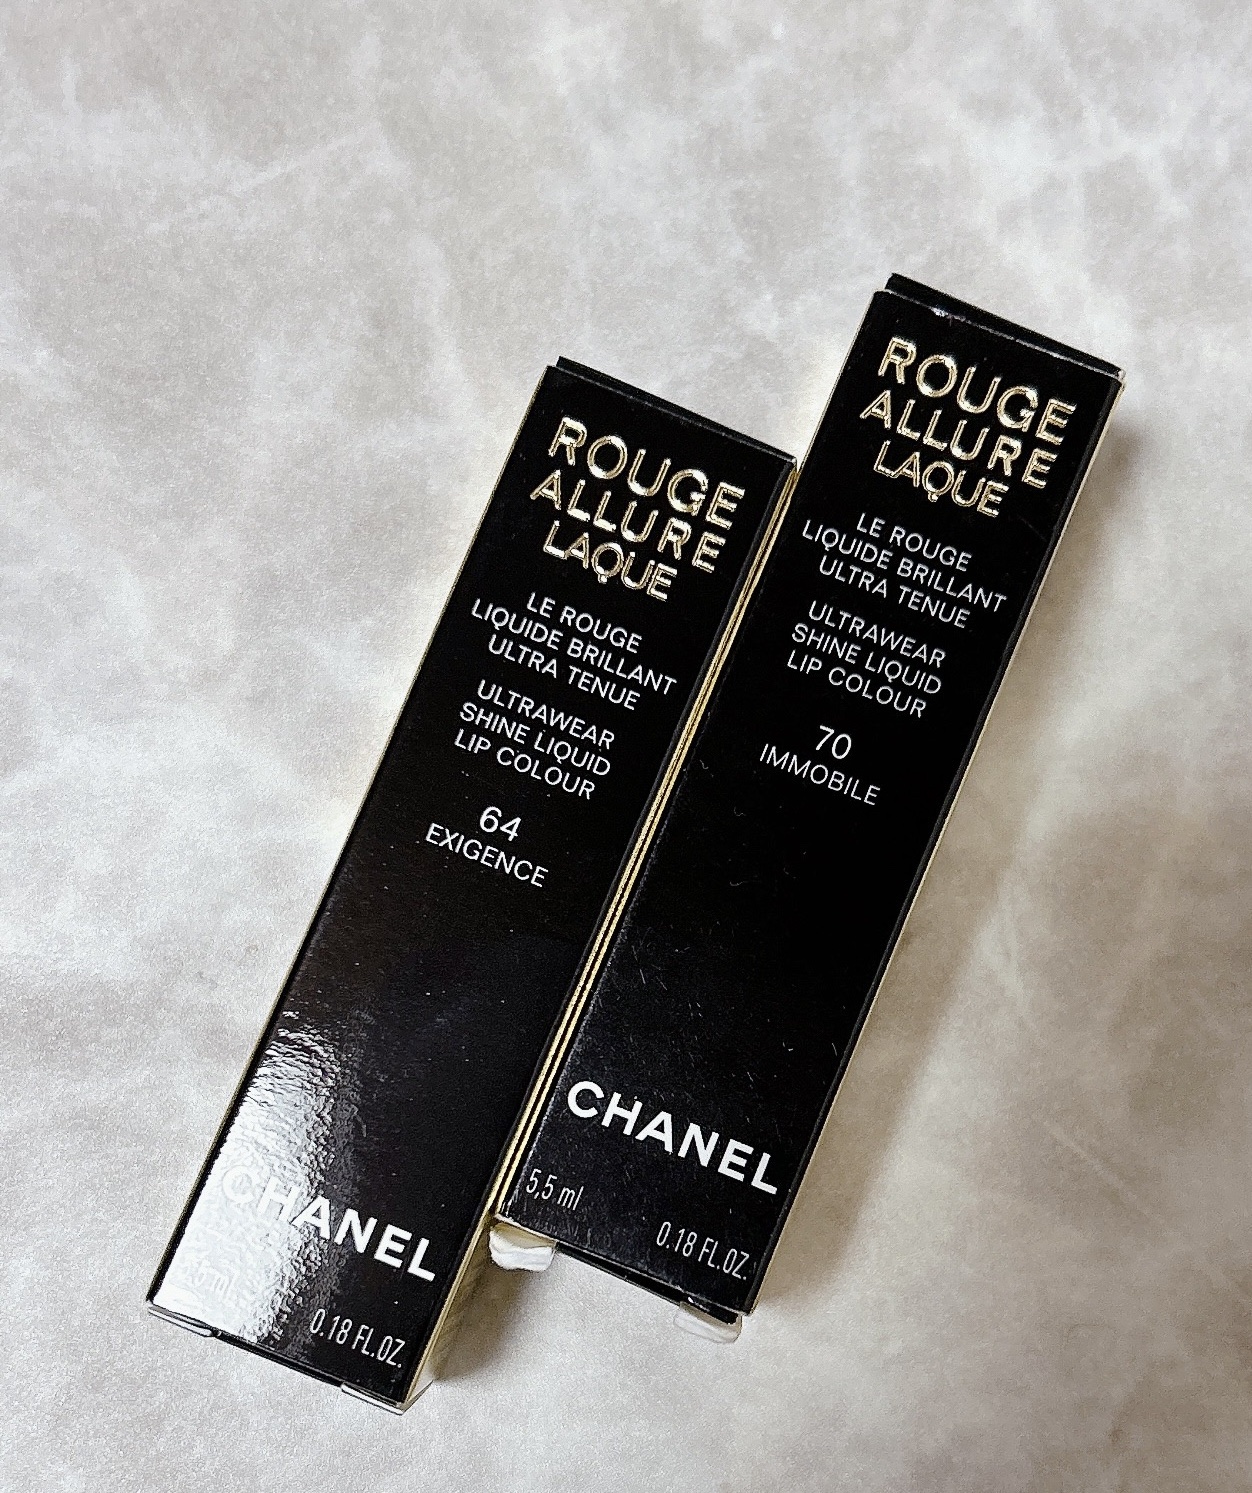 ROUGE
ALLURE
LAQUE
LE ROUGE
LIQUIDE BRILLANT
ULTRA TENUE
ULTRAWEAR
SHINE LIQUID
LIP COLOUR
64
EXIGENCE
CHANEL
0.18 FL.OZ.
ROUGE
ALLURE
LAQUE
LE ROUGE
LIQUIDE BRILLANT
ULTRA TENUE
ULTRAWEAR
SHINE LIQUID
LIP COLOUR
70
IMMOBILE
CHANEL
5,5 ml
0.18 FL.OZ.